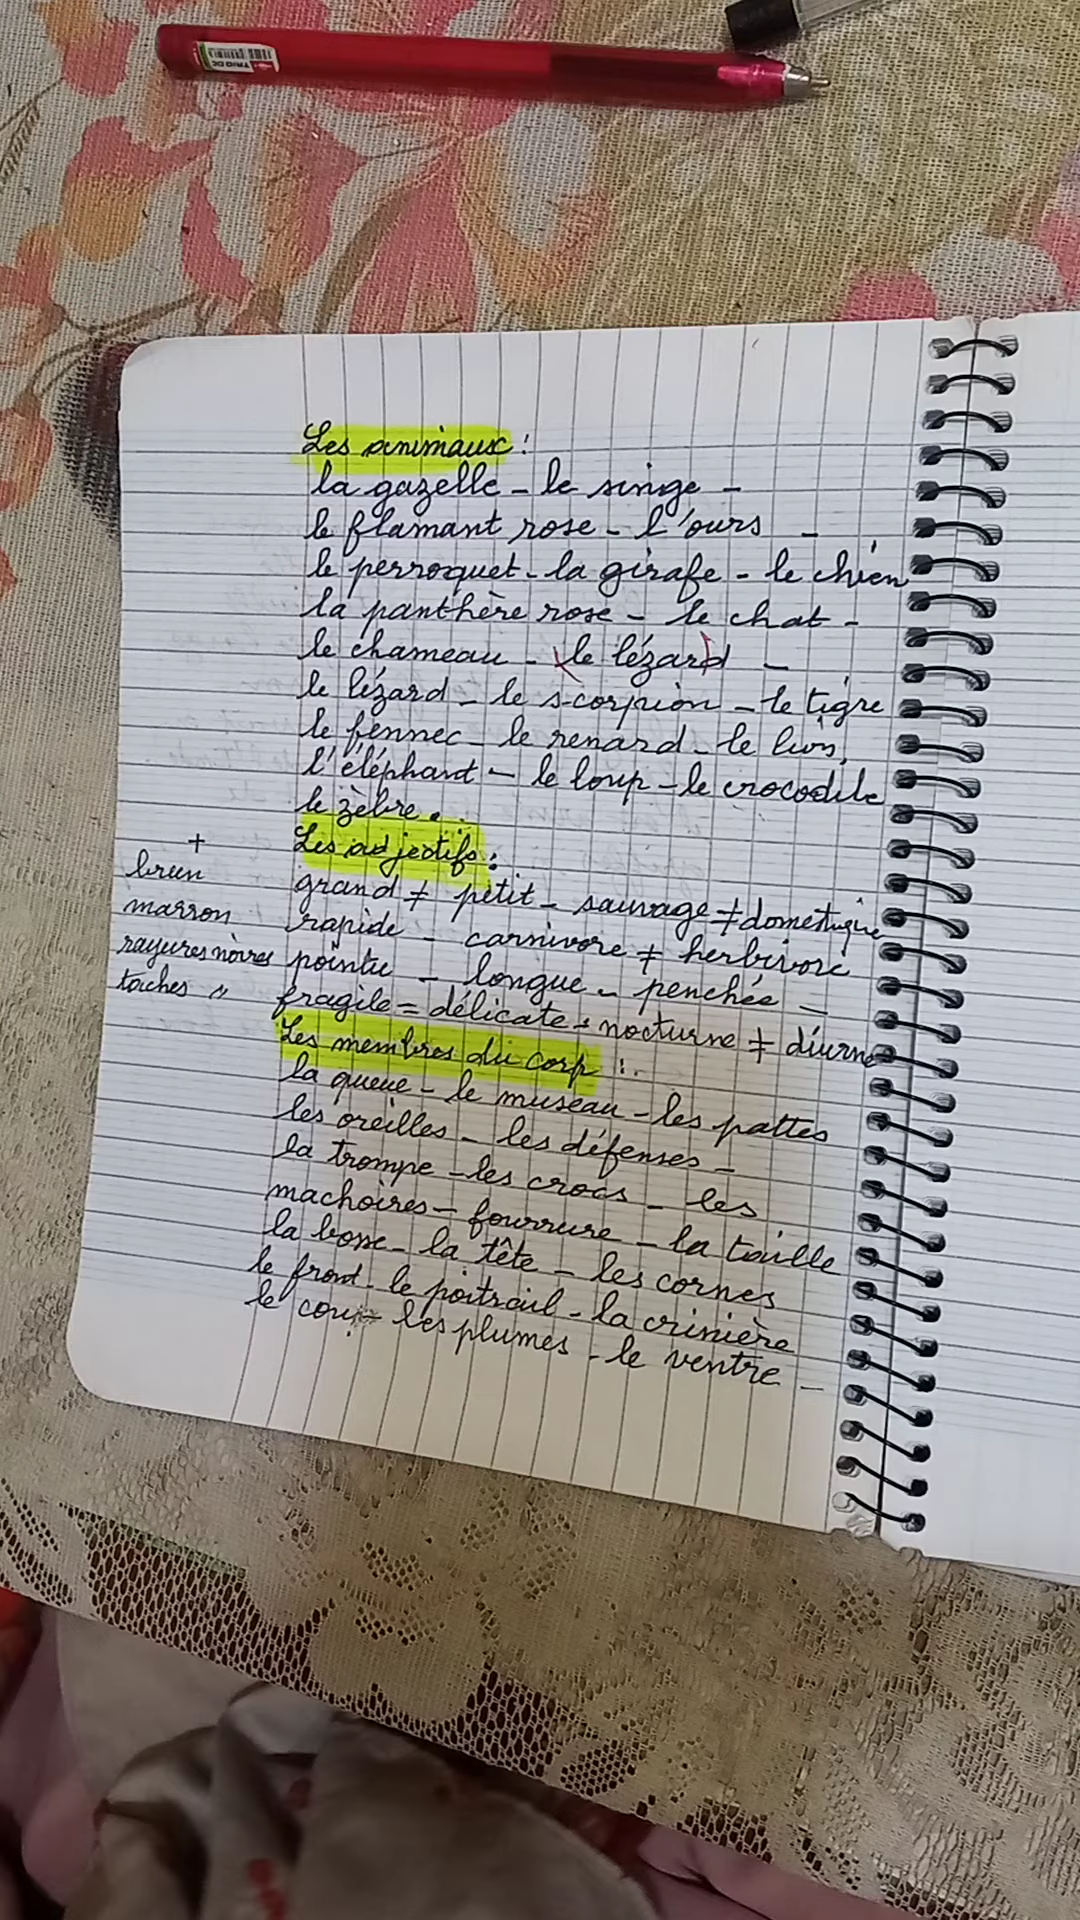 Les animaux :
la gazelle - le singe -
le flamant rose - l'ours -
le perroquet - la girafe - le chien
la panthère rose - le chat -
le chameau - (le lézard) -
le lézard - le scorpion - le tigre
le fennec - le renard - le lion,
l'éléphant - le loup - le crocodile
le zèbre.
Les adjectifs :
grand ≠ petit - sauvage ≠ domestique
rapide - carnivore ≠ herbivore
pointu - longue - penchée -
fragile = délicate - nocturne ≠ diurne
+
brun
marron
rayures noires
taches "
Les membres du corp :
la queue - le museau - les pattes
les oreilles - les défenses -
la trompe - les crocs - les
machoires - fourrure - la taille
la bosse - la tête - les cornes
le front - le poitrail - la crinière
le cou - les plumes - le ventre -